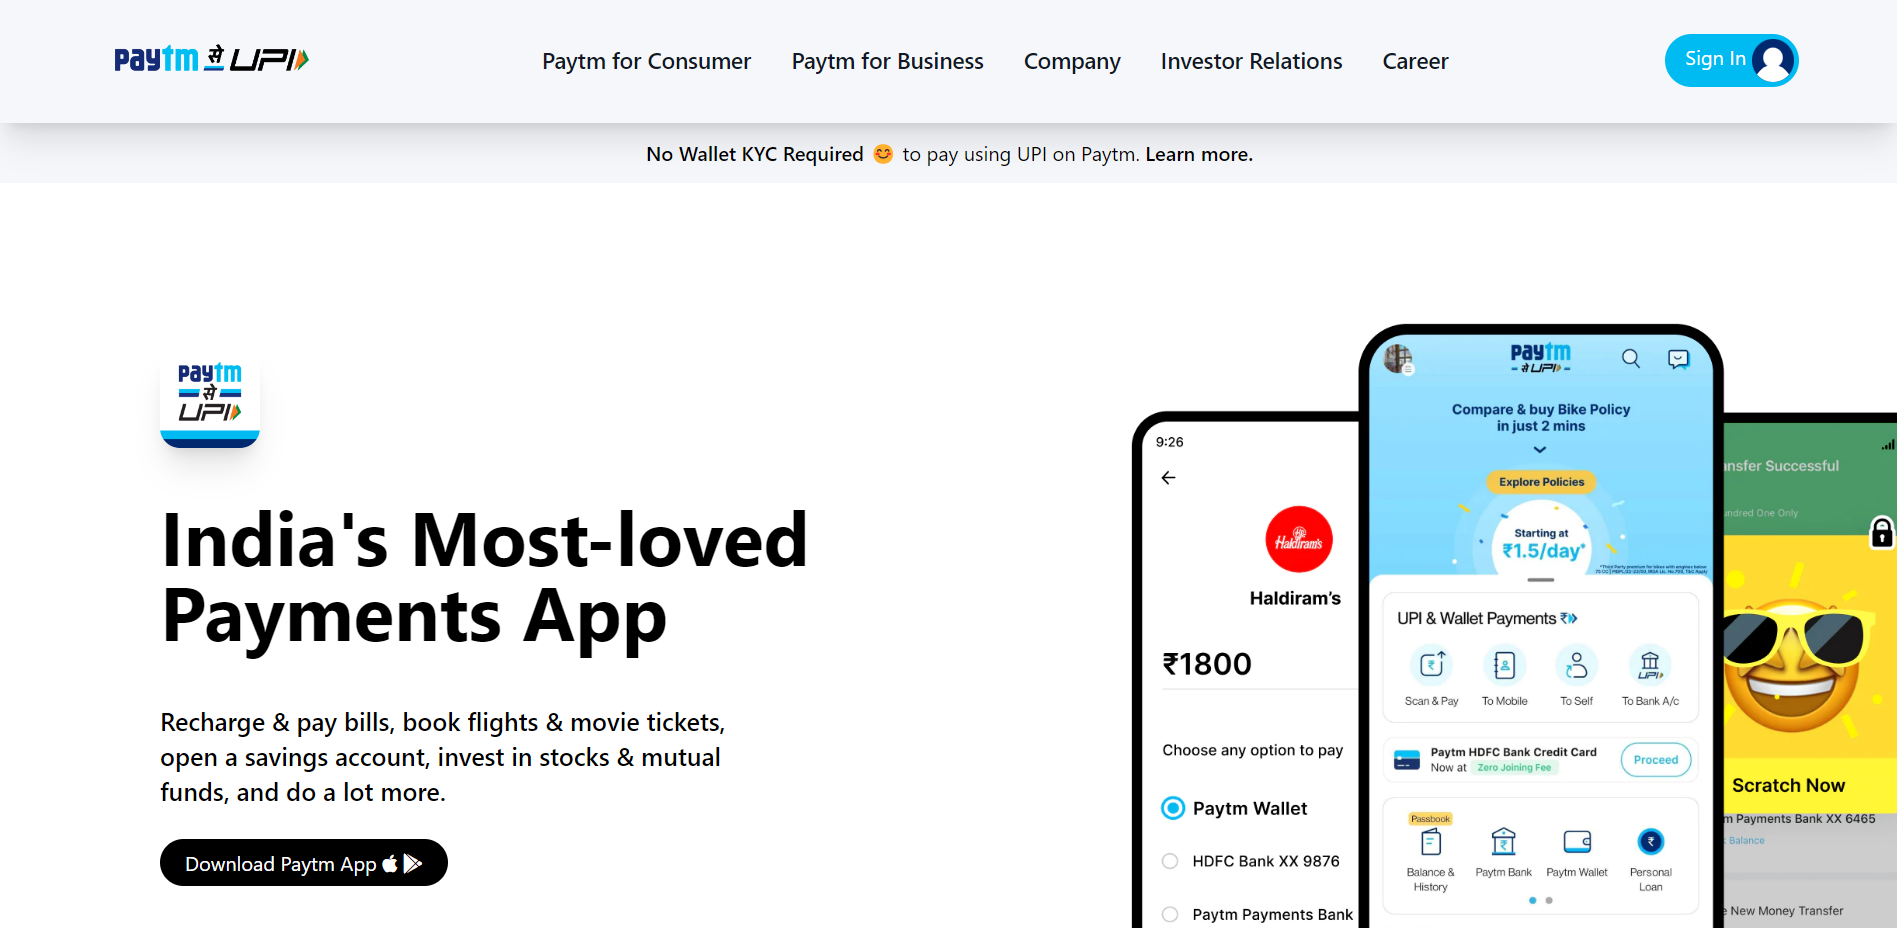 paytm से UPI
Paytm for Consumer
Paytm for Business
Company
Investor Relations
Career
Sign In
No Wallet KYC Required 😊 to pay using UPI on Paytm. Learn more.
paytm
से
UPI
India's Most-loved
Payments App
Recharge & pay bills, book flights & movie tickets,
open a savings account, invest in stocks & mutual
funds, and do a lot more.
Download Paytm App
9:26
Haldiram's
Haldiram's
₹1800
Choose any option to pay
Paytm Wallet
HDFC Bank XX 9876
Paytm Payments Bank
paytm
से UPI
Compare & buy Bike Policy
in just 2 mins
Explore Policies
Starting at
₹1.5/day*
UPI & Wallet Payments
Scan & Pay
To Mobile
To Self
UPI
To Bank A/c
Paytm HDFC Bank Credit Card
Now at Zero Joining Fee
Proceed
Passbook
Balance &
History
Paytm Bank
Paytm Wallet
Personal
Loan
nsfer Successful
undred One Only
Scratch Now
m Payments Bank XX 6465
Balance
e New Money Transfer